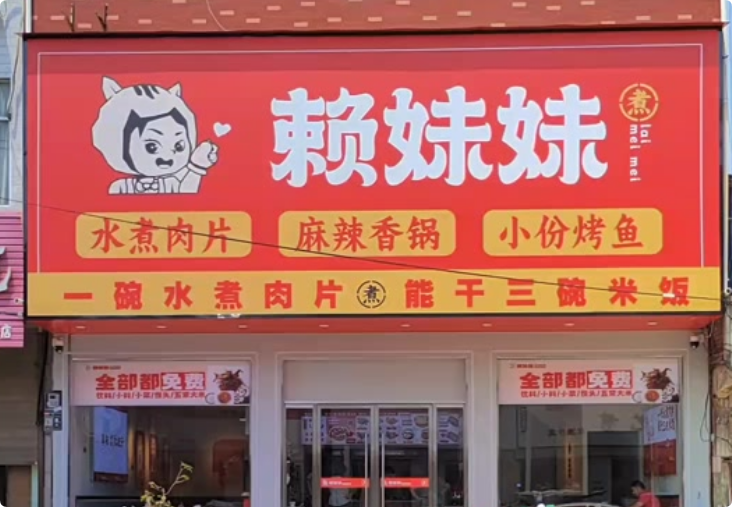 赖妹妹
煮
lai
mei mei
水煮肉片
麻辣香锅
小份烤鱼
一碗水煮肉片 煮 能干三碗米饭
全部都免费
全部都免费
店